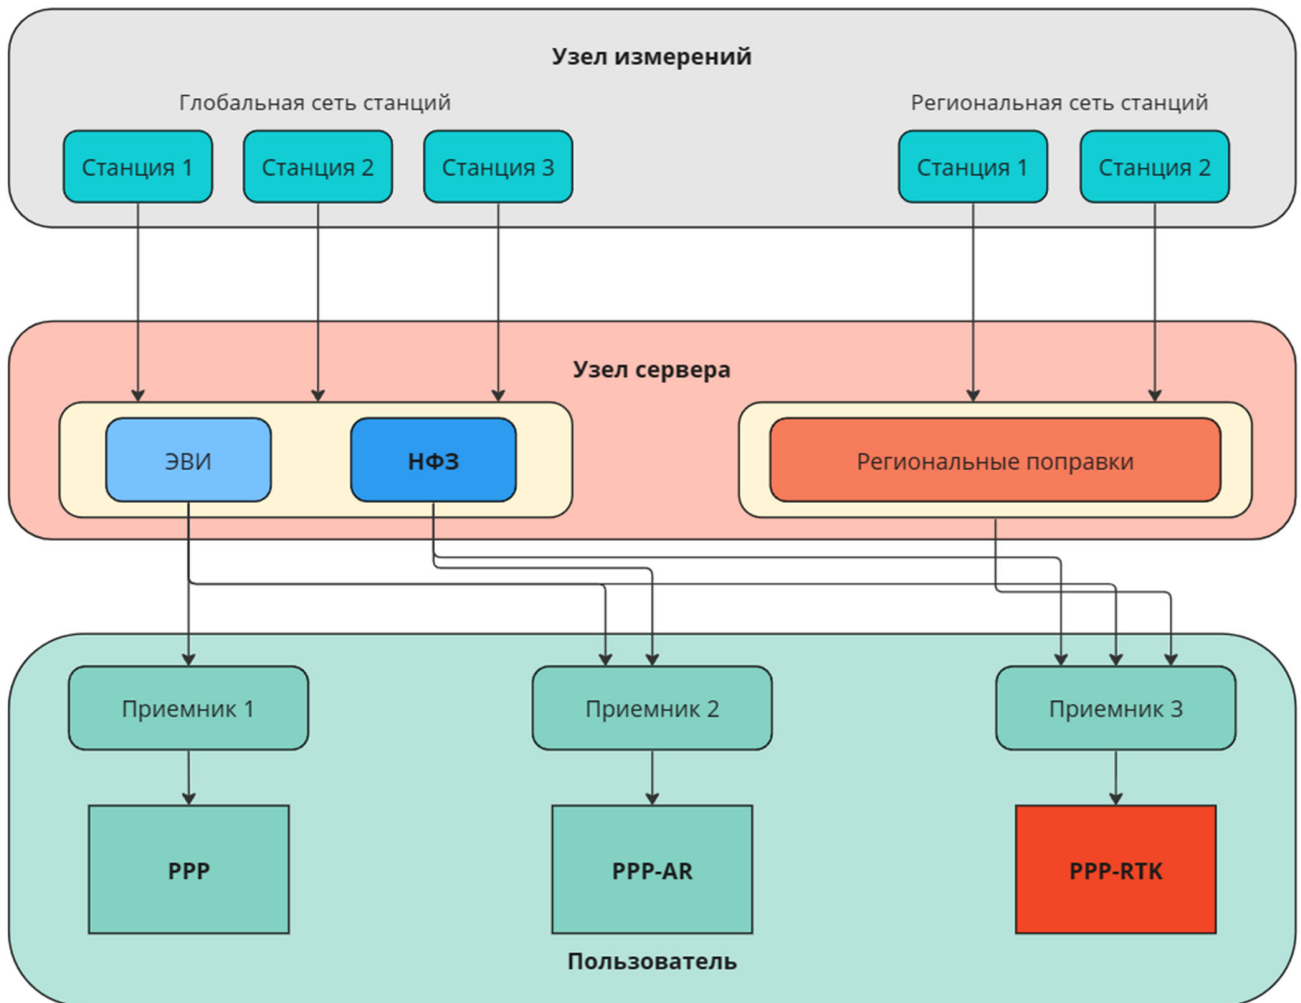 Узел измерений
Глобальная сеть станций
Региональная сеть станций
Станция 1
Станция 2
Станция 3
Станция 1
Станция 2
Узел сервера
ЭВИ
НФЗ
Региональные поправки
Приемник 1
Приемник 2
Приемник 3
PPP
PPP-AR
PPP-RTK
Пользователь